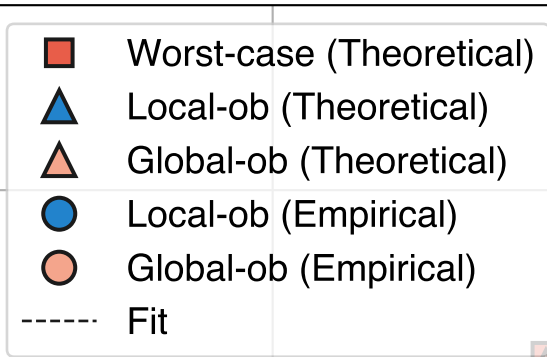 Worst-case (Theoretical)
Local-ob (Theoretical)
Global-ob (Theoretical)
Local-ob (Empirical)
Global-ob (Empirical)
Fit